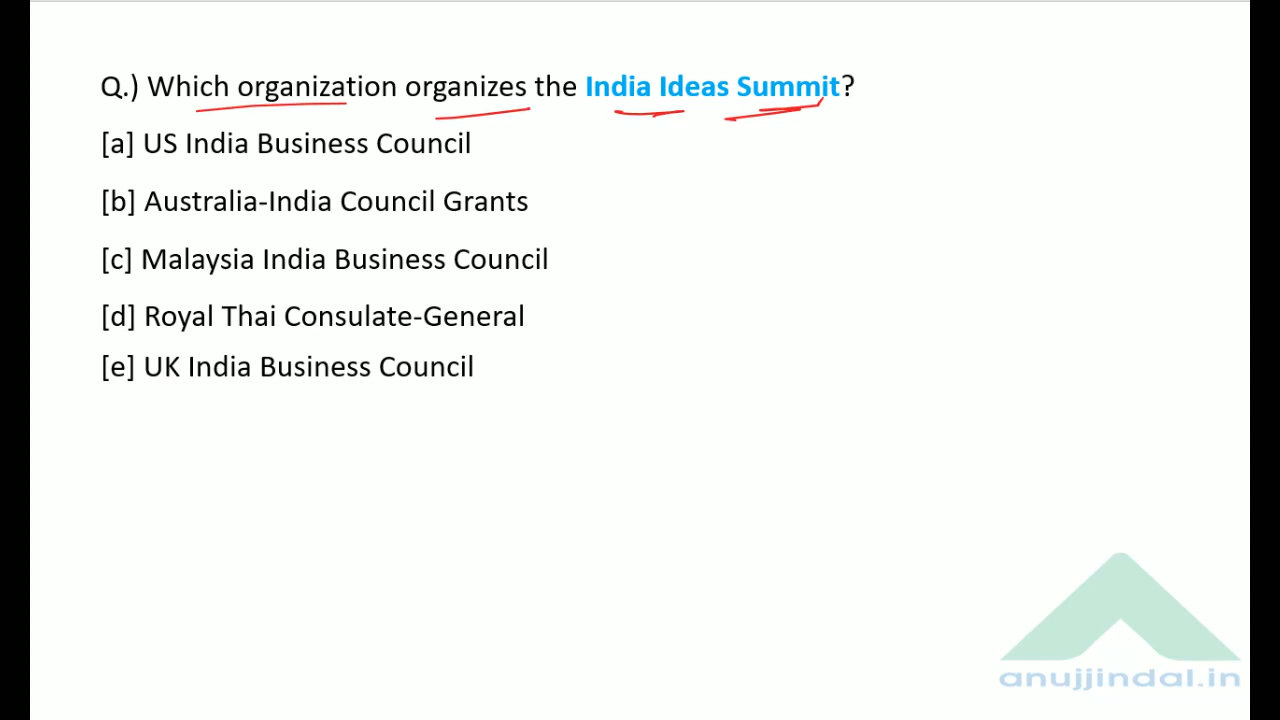 Q.) Which organization organizes the India Ideas Summit?
[a] US India Business Council
[b] Australia-India Council Grants
[c] Malaysia India Business Council
[d] Royal Thai Consulate-General
[e] UK India Business Council
anujjindal.in